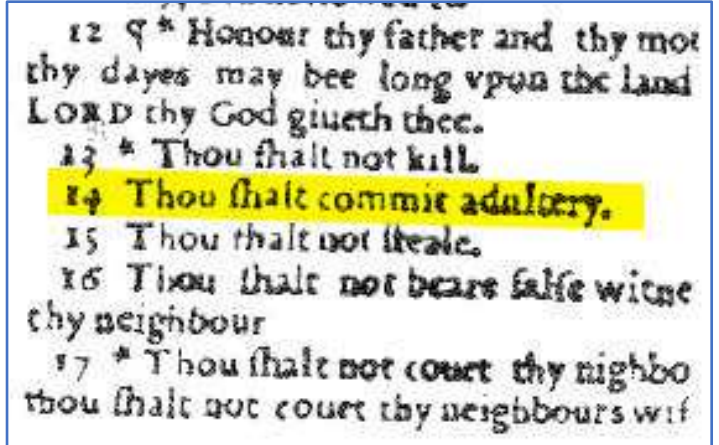 12 ¶ * Honour thy father and thy mot
thy dayes may bee long vpon the land
LORD thy God giueth thee.
13 * Thou ſhalt not kill.
14 Thou ſhalt commit adultery.
15 Thou ſhalt not ſteale.
16 Thou ſhalt not beare falſe witne
thy neighbour
17 * Thou ſhalt not couet thy nighbo
thou ſhalt not couet thy neighbours wif